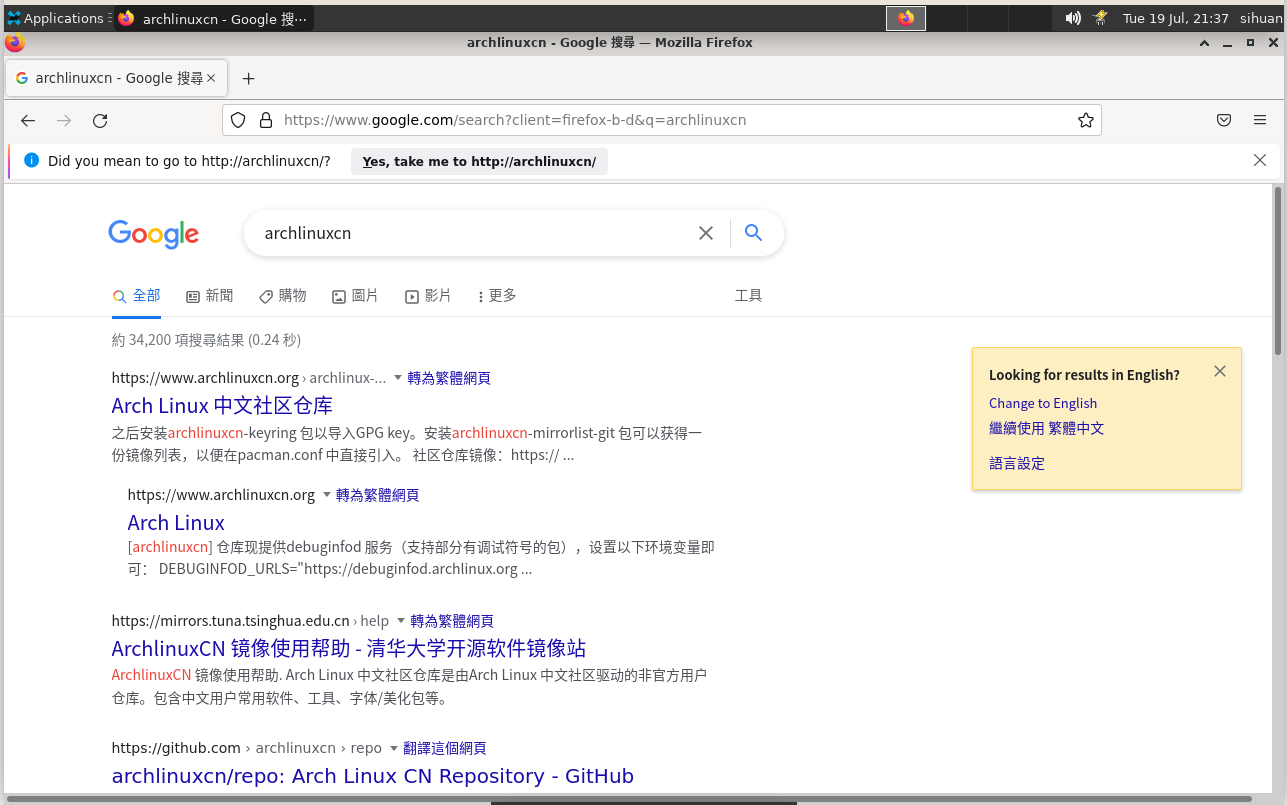 Applications
archlinuxcn - Google 搜···
Tue 19 Jul, 21:37
sihuan
archlinuxcn - Google 搜尋 — Mozilla Firefox
archlinuxcn - Google 搜尋
https://www.google.com/search?client=firefox-b-d&q=archlinuxcn
Did you mean to go to http://archlinuxcn/?
Yes, take me to http://archlinuxcn/
Google
archlinuxcn
全部
新聞
購物
圖片
影片
更多
工具
約 34,200 項搜尋結果 (0.24 秒)
https://www.archlinuxcn.org › archlinux-... 轉為繁體網頁
Arch Linux 中文社区仓库
之后安装archlinuxcn-keyring 包以导入GPG key。安装archlinuxcn-mirrorlist-git 包可以获得一
份镜像列表，以便在pacman.conf 中直接引入。 社区仓库镜像：https:// ...
https://www.archlinuxcn.org 轉為繁體網頁
Arch Linux
[archlinuxcn] 仓库现提供debuginfod 服务（支持部分有调试符号的包），设置以下环境变量即
可： DEBUGINFOD_URLS="https://debuginfod.archlinux.org ...
https://mirrors.tuna.tsinghua.edu.cn › help 轉為繁體網頁
ArchlinuxCN 镜像使用帮助 - 清华大学开源软件镜像站
ArchlinuxCN 镜像使用帮助. Arch Linux 中文社区仓库是由Arch Linux 中文社区驱动的非官方用户
仓库。包含中文用户常用软件、工具、字体/美化包等。
https://github.com › archlinuxcn › repo 翻譯這個網頁
archlinuxcn/repo: Arch Linux CN Repository - GitHub
Looking for results in English?
Change to English
繼續使用 繁體中文
語言設定